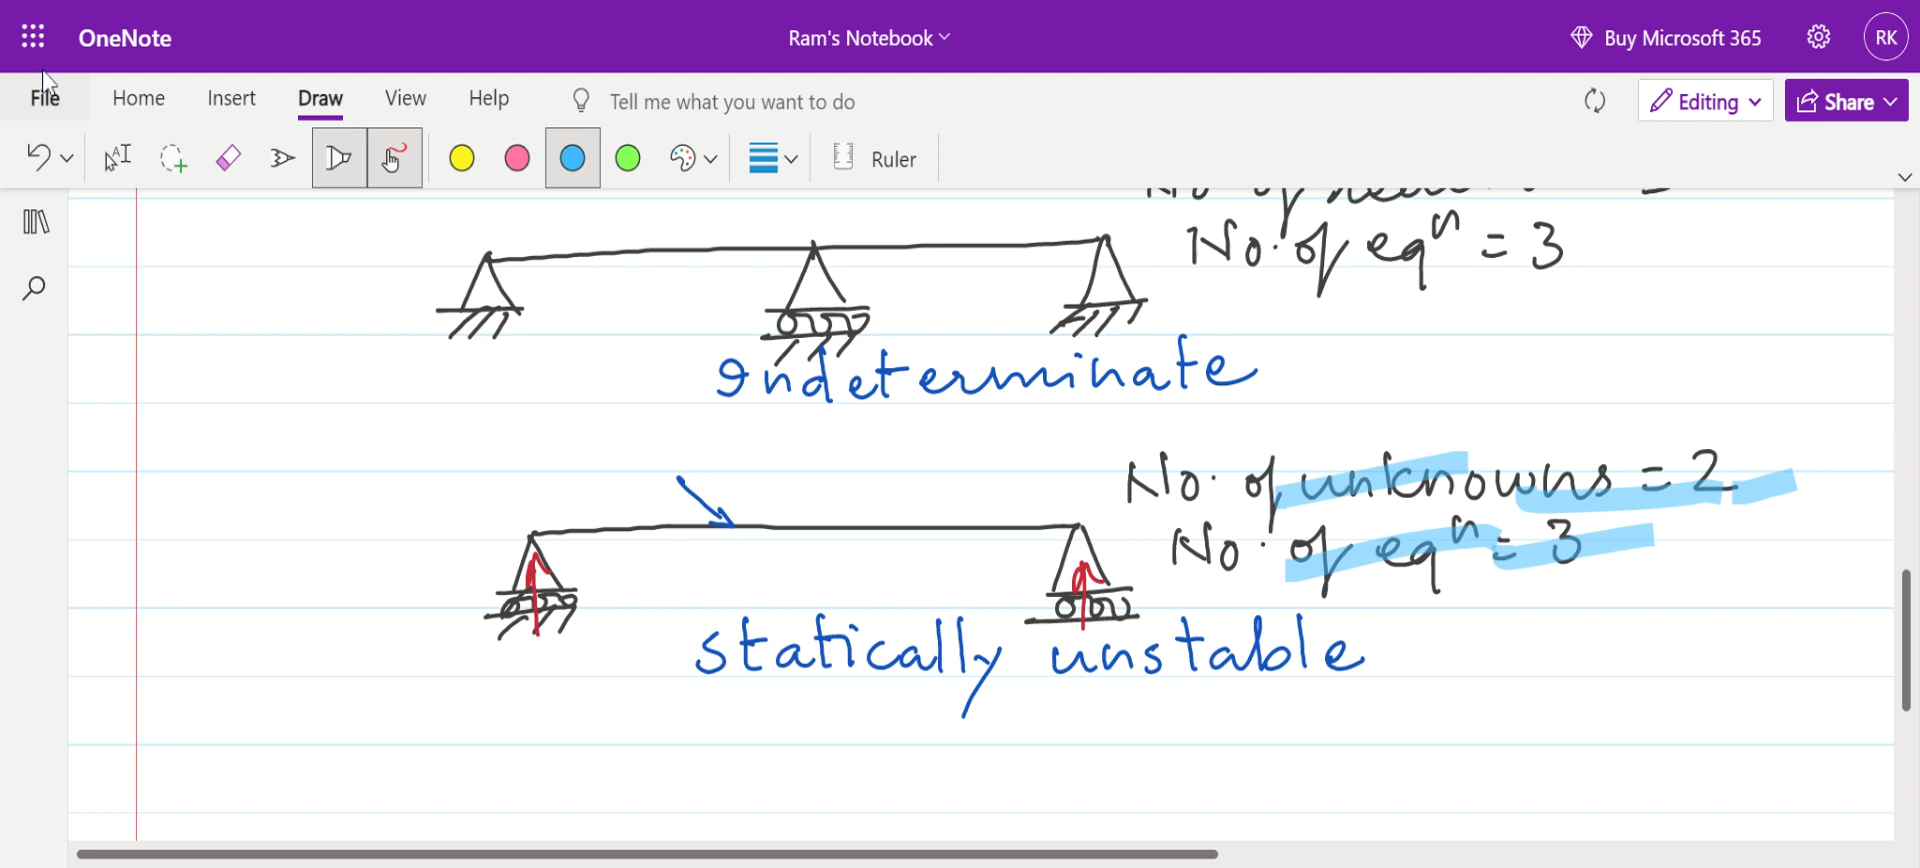 OneNote
Ram's Notebook
Buy Microsoft 365
RK
File Home Insert Draw View Help Tell me what you want to do
Editing
Share
Ruler
No. of
No. of eqⁿ = 3
Indeterminate
No. of unknowns = 2
No. of eqⁿ = 3
statically unstable